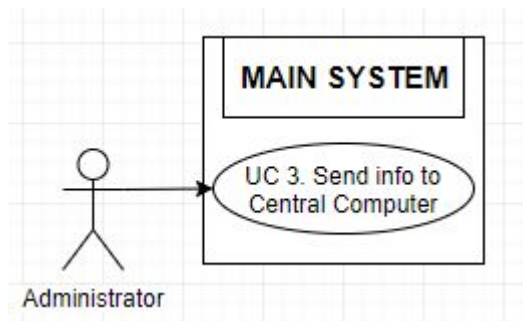 MAIN SYSTEM
UC 3. Send info to
Central Computer
Administrator